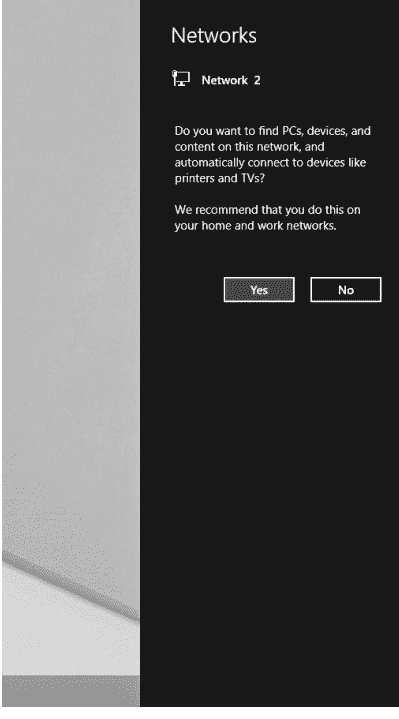 Networks
Network 2
Do you want to find PCs, devices, and
content on this network, and
automatically connect to devices like
printers and TVs?
We recommend that you do this on
your home and work networks.
Yes
No